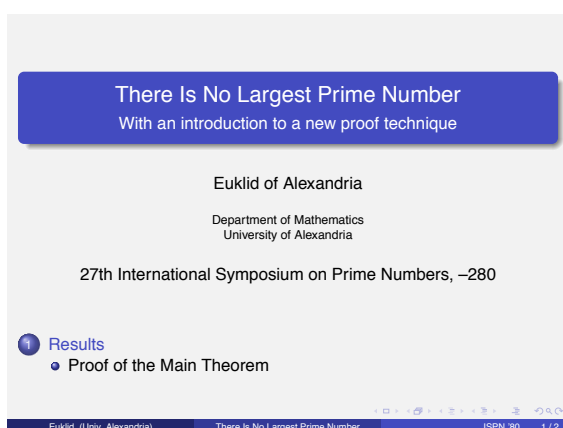 There Is No Largest Prime Number
With an introduction to a new proof technique
Euklid of Alexandria
Department of Mathematics
University of Alexandria
27th International Symposium on Prime Numbers, –280
1 Results
Proof of the Main Theorem
Euklid (Univ. Alexandria) There Is No Largest Prime Number ISPN ’80 1 / 2